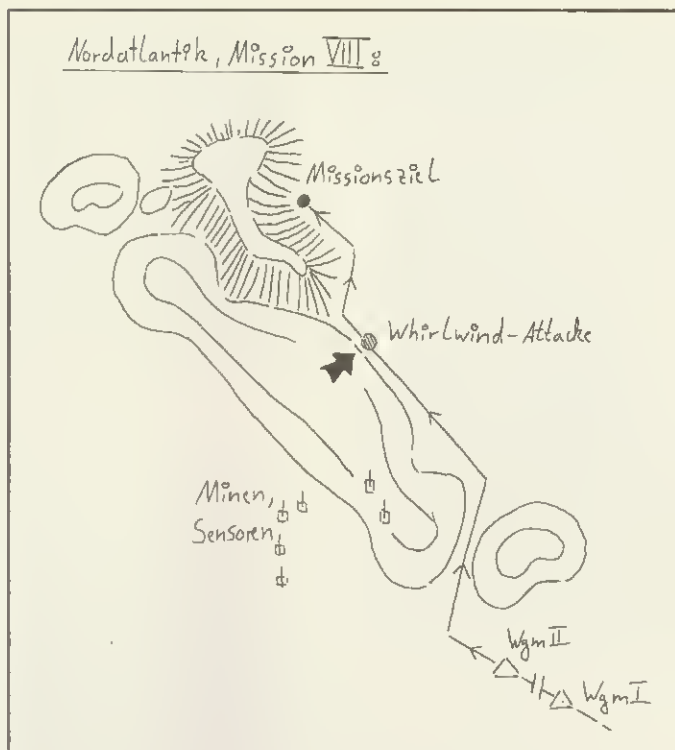 Nordatlantik, Mission VIII:
Missionsziel
Whirlwind-Attacke
Minen,
Sensoren
Wgm II
Wgm I